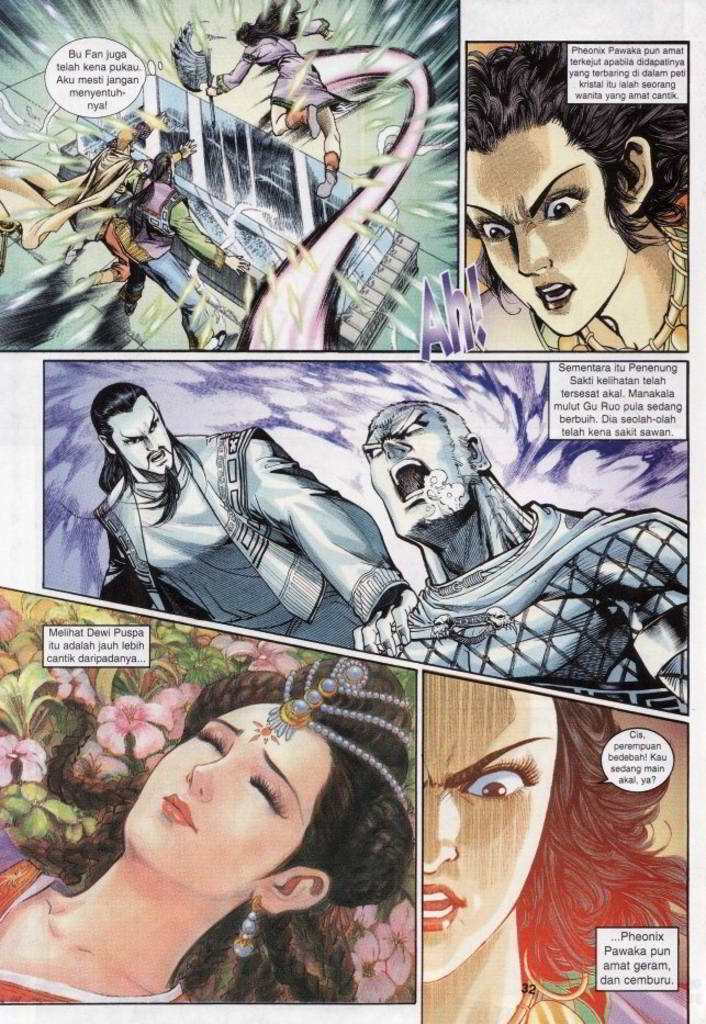 Bu Fan juga
telah kena pukau.
Aku mesti jangan
menyentuh-
nya!
Pheonix Pawaka pun amat
terkejut apabila didapatinya
yang terbaring di dalam peti
kristal itu ialah seorang
wanita yang amat cantik.
Ah!
Sementara itu Penenung
Sakti kelihatan telah
tersesat akal. Manakala
mulut Gu Ruo pula sedang
berbuih. Dia seolah-olah
telah kena sakit sawan.
Melihat Dewi Puspa
itu adalah jauh lebih
cantik daripadanya...
Cis,
perempuan
bedebah! Kau
sedang main
akal, ya?
...Pheonix
Pawaka pun
amat geram,
dan cemburu.
32